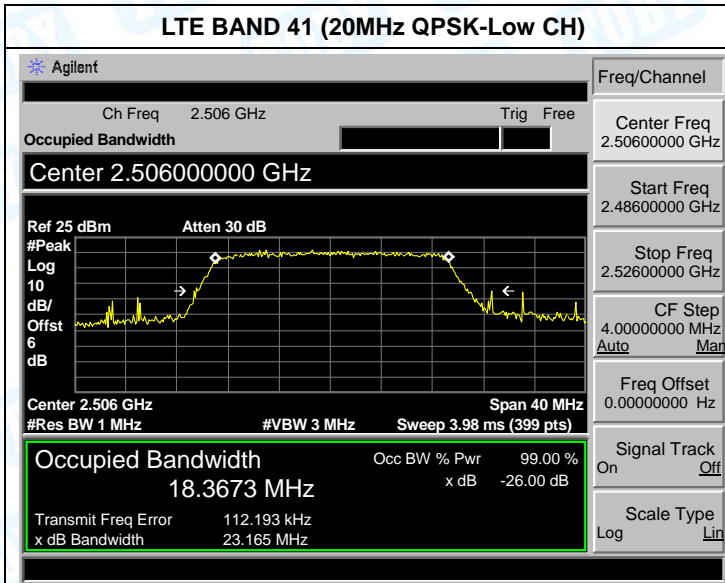 LTE BAND 41 (20MHz QPSK-Low CH)
Agilent
Freq/Channel
Ch Freq 2.506 GHz Trig Free
Occupied Bandwidth
Center 2.506000000 GHz
Center Freq
2.50600000 GHz
Start Freq
2.48600000 GHz
Stop Freq
2.52600000 GHz
CF Step
4.00000000 MHz
Auto Man
Freq Offset
0.00000000 Hz
Signal Track
On Off
Scale Type
Log Lin
Ref 25 dBm Atten 30 dB
#Peak
Log
10
dB/
Offst
6
dB
Center 2.506 GHz Span 40 MHz
#Res BW 1 MHz #VBW 3 MHz Sweep 3.98 ms (399 pts)
Occupied Bandwidth Occ BW % Pwr 99.00 %
18.3673 MHz x dB -26.00 dB
Transmit Freq Error 112.193 kHz
x dB Bandwidth 23.165 MHz